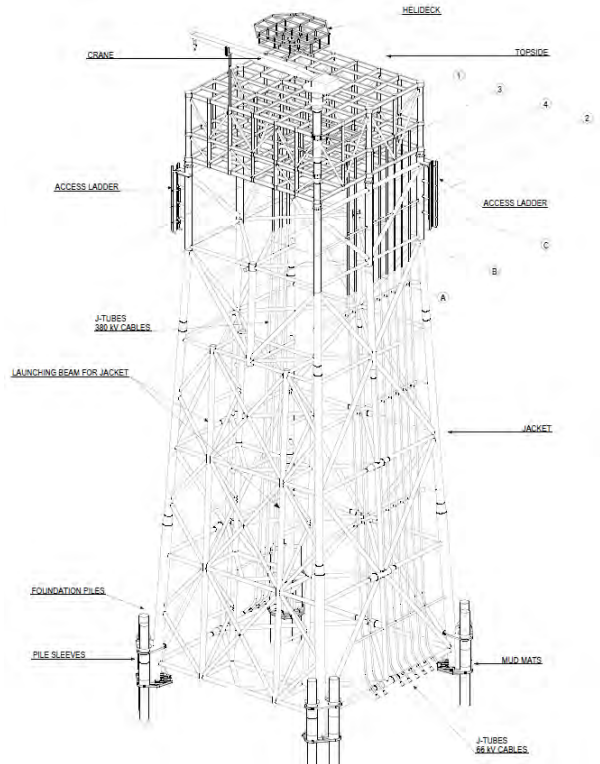 HELIDECK
CRANE
TOPSIDE
1
3
4
2
ACCESS LADDER
ACCESS LADDER
C
B
A
J-TUBES
380 kV CABLES
LAUNCHING BEAM FOR JACKET
JACKET
FOUNDATION PILES
PILE SLEEVES
MUD MATS
J-TUBES
66 kV CABLES